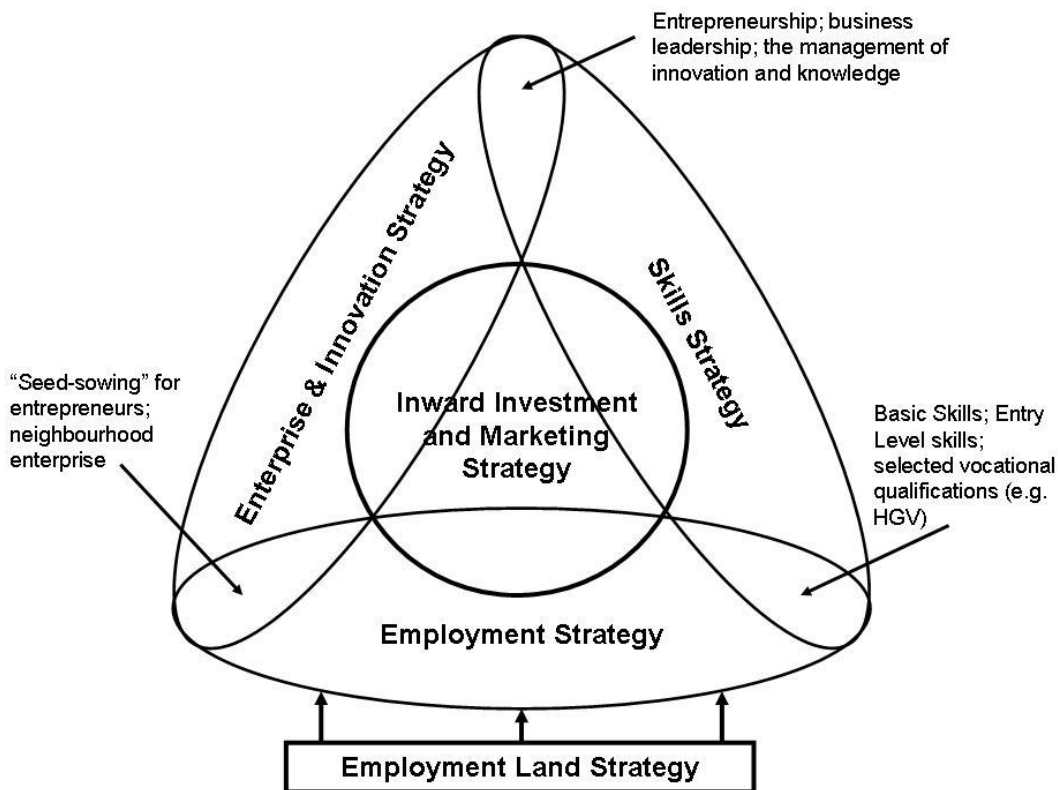 Entrepreneurship; business
leadership; the management of
innovation and knowledge
Enterprise & Innovation Strategy
Skills Strategy
“Seed-sowing” for
entrepreneurs;
neighbourhood
enterprise
Inward Investment
and Marketing
Strategy
Basic Skills; Entry
Level skills;
selected vocational
qualifications (e.g.
HGV)
Employment Strategy
Employment Land Strategy